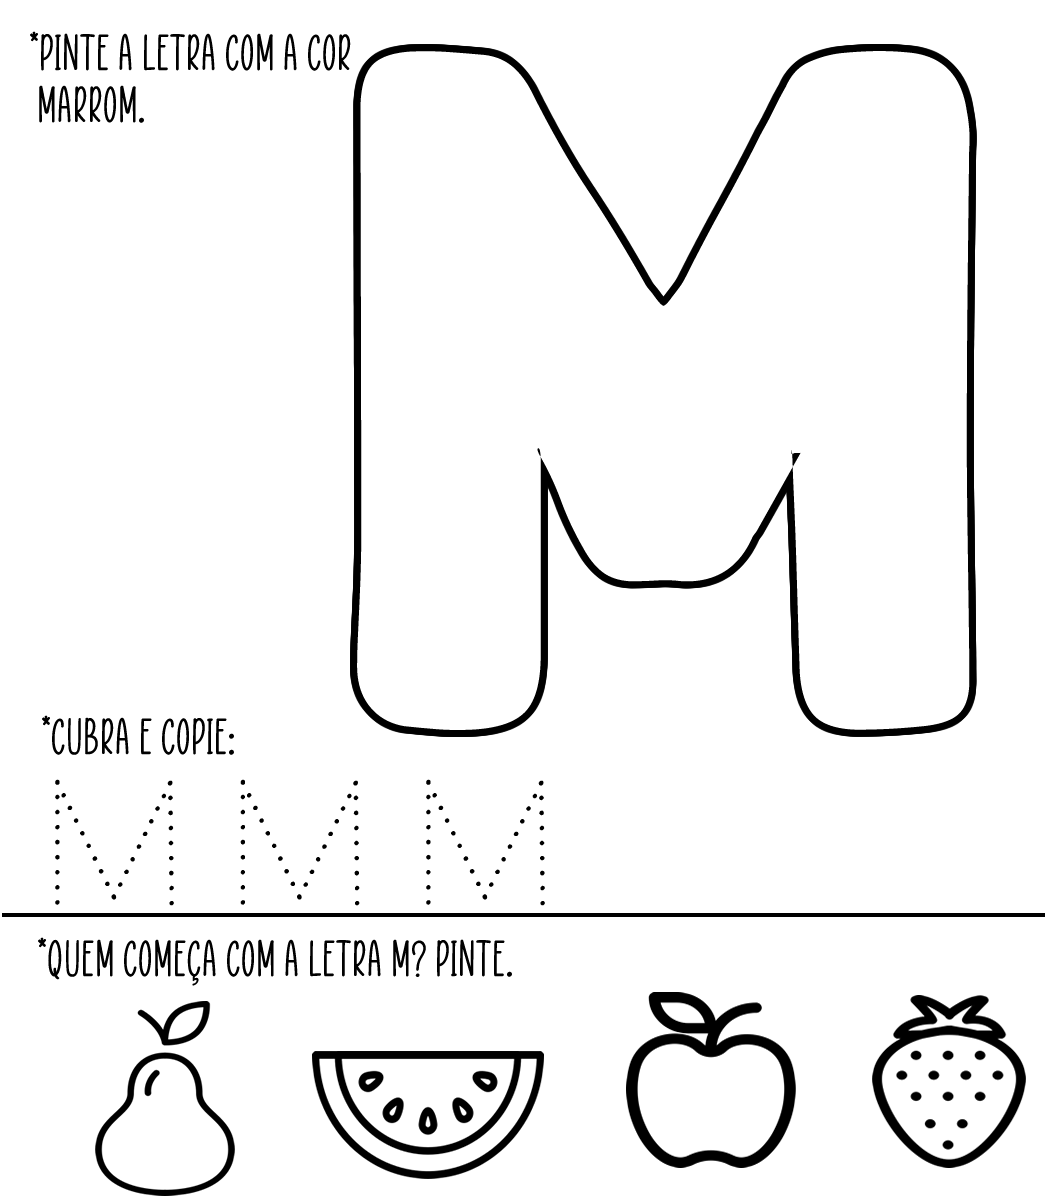 *PINTE A LETRA COM A COR
MARROM.
M
*CUBRA E COPIE:
M M M
*QUEM COMEÇA COM A LETRA M? PINTE.